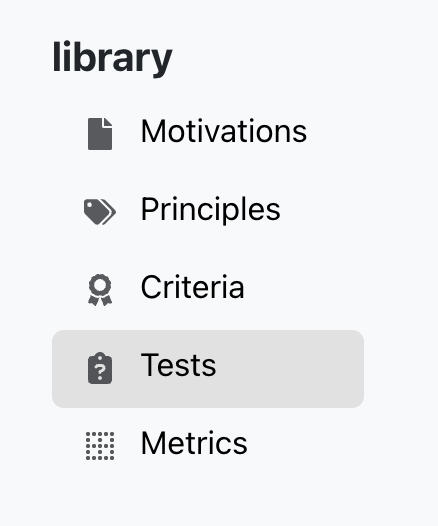 library
Motivations
Principles
Criteria
Tests
Metrics